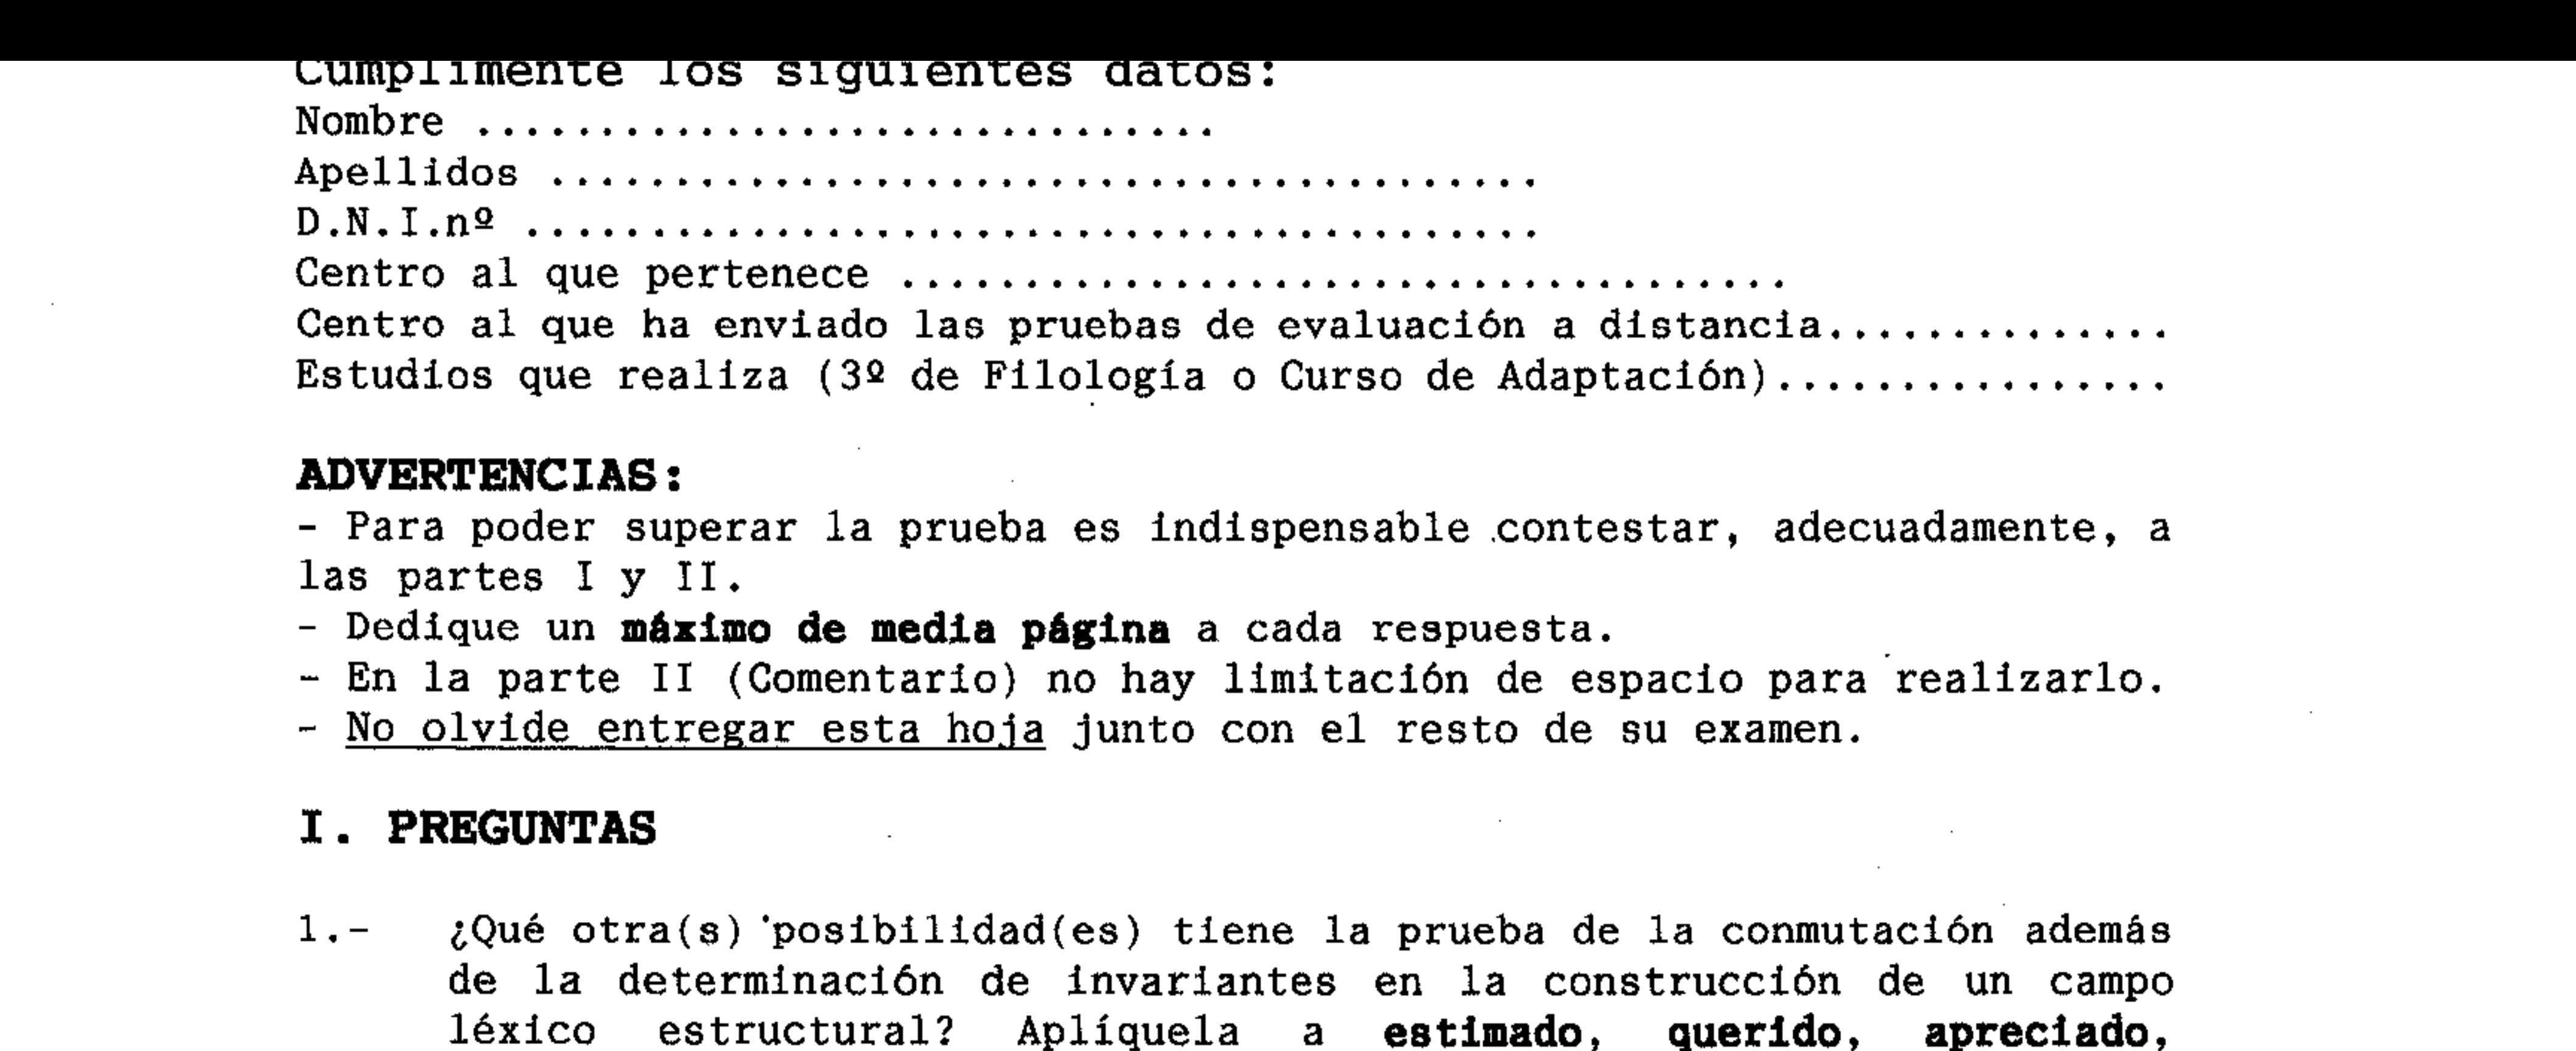 Cumplimente los siguientes datos:
Nombre ..............................
Apellidos ........................................
D.N.I.nº .........................................
Centro al que pertenece ....................................
Centro al que ha enviado las pruebas de evaluación a distancia..............
Estudios que realiza (3º de Filología o Curso de Adaptación)................
ADVERTENCIAS:
- Para poder superar la prueba es indispensable contestar, adecuadamente, a
las partes I y II.
- Dedique un máximo de media página a cada respuesta.
- En la parte II (Comentario) no hay limitación de espacio para realizarlo.
- No olvide entregar esta hoja junto con el resto de su examen.
I. PREGUNTAS
1.- ¿Qué otra(s) posibilidad(es) tiene la prueba de la conmutación además
de la determinación de invariantes en la construcción de un campo
léxico estructural? Aplíquela a estimado, querido, apreciado,